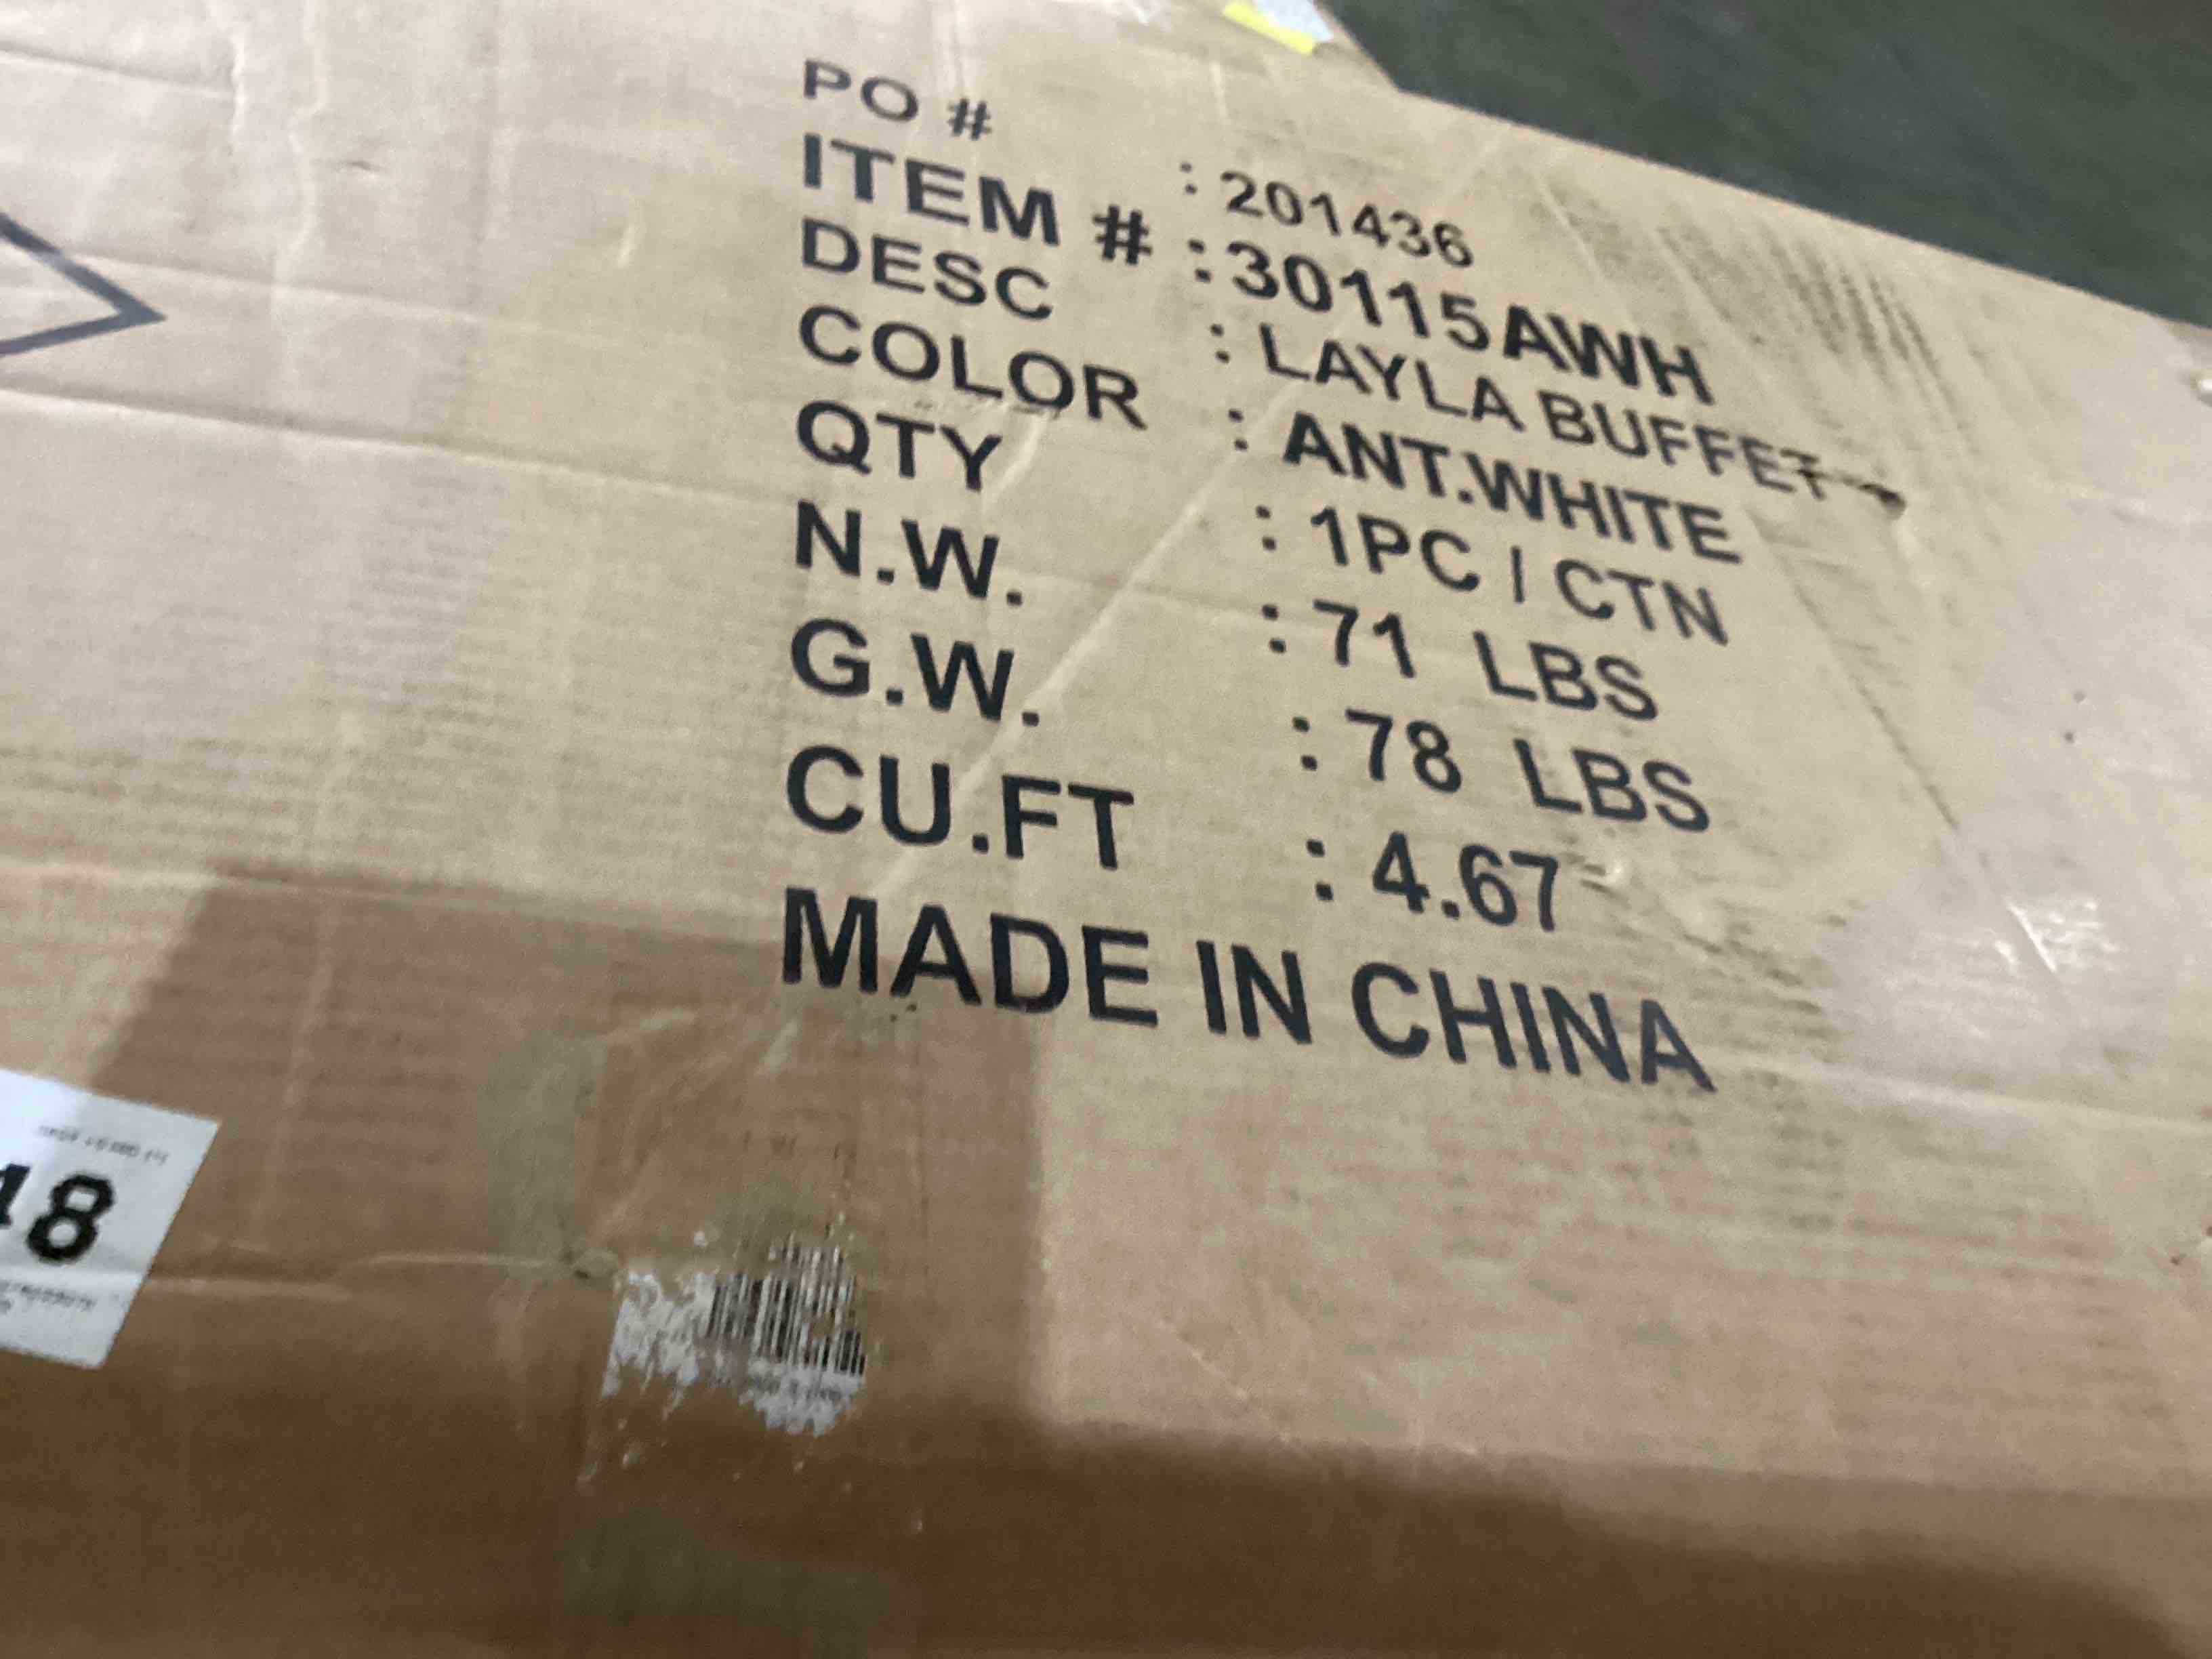 PO # : 201436
ITEM # : 30115AWH
DESC : LAYLA BUFFET
COLOR : ANT.WHITE
QTY : 1PC / CTN
N.W. : 71 LBS
G.W. : 78 LBS
CU.FT : 4.67
MADE IN CHINA
18